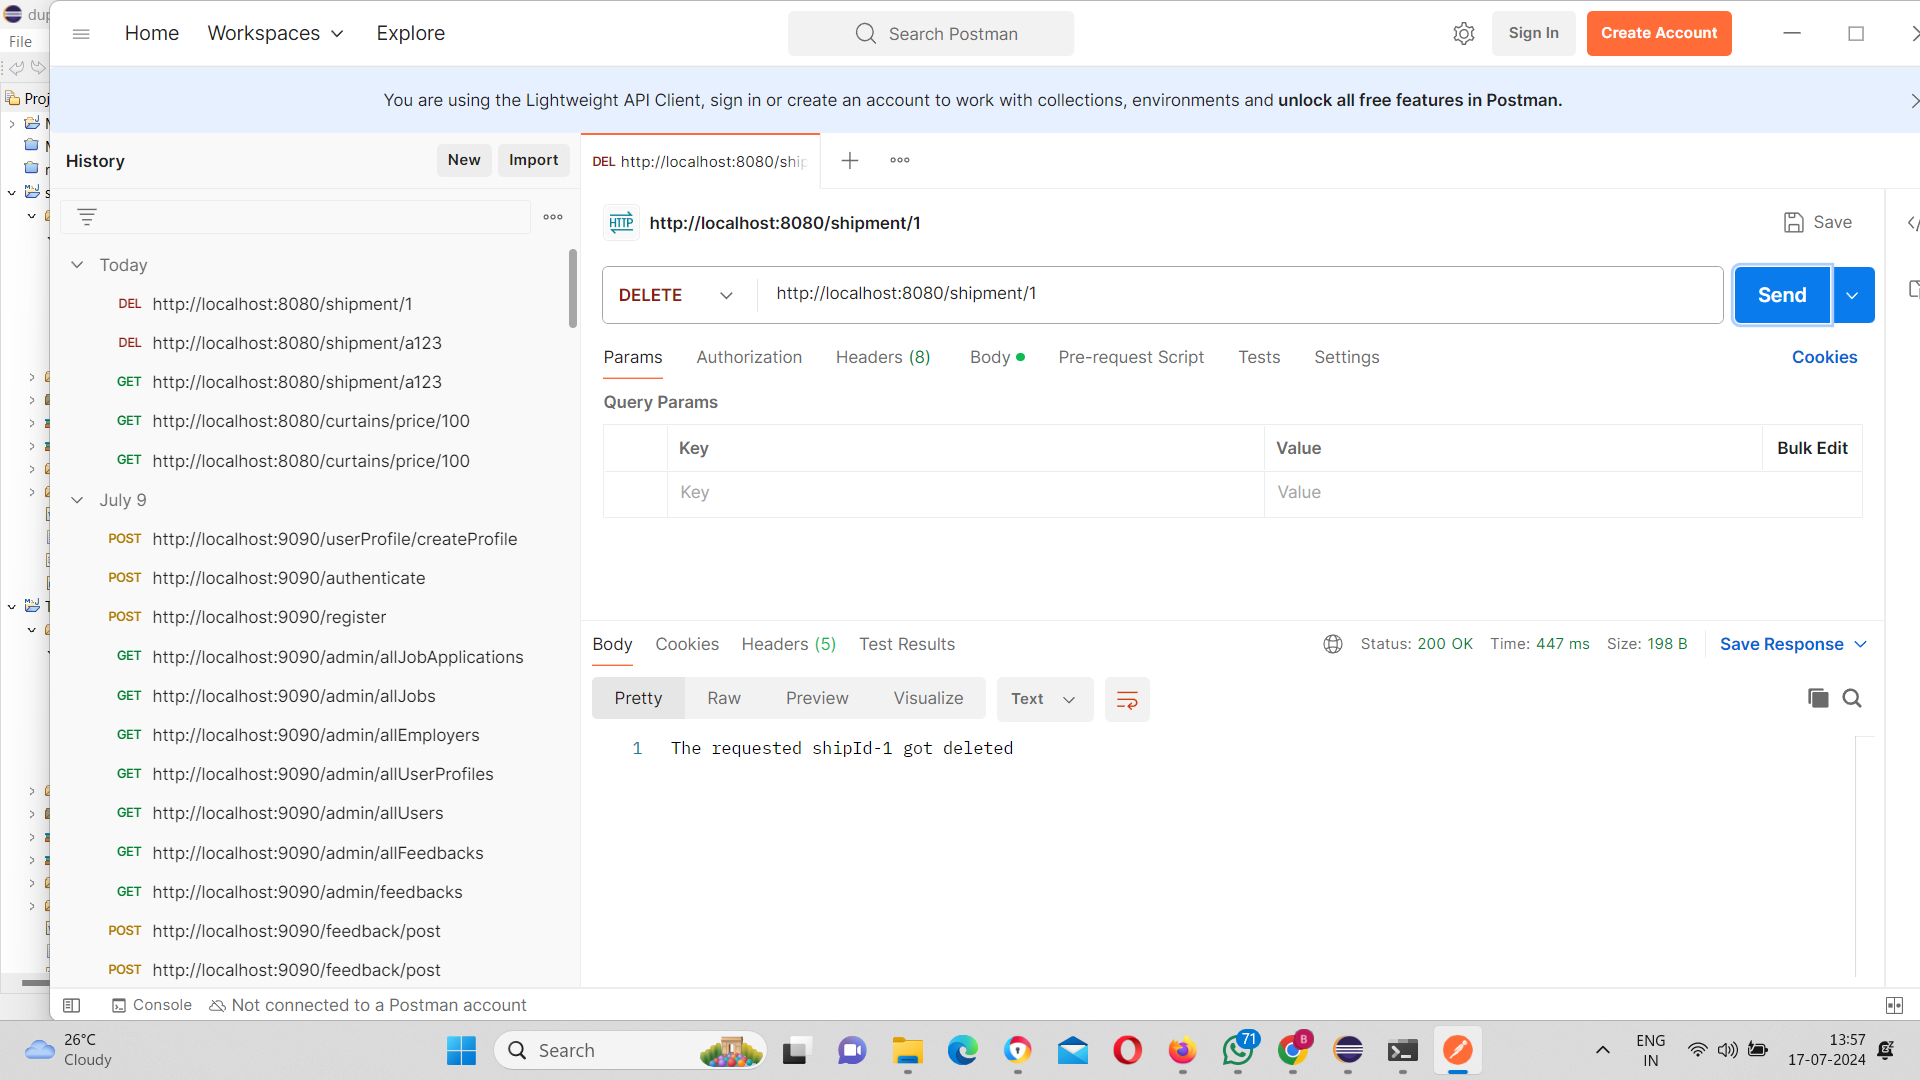 dup
File
Proj
Home
Workspaces
Explore
Search Postman
Sign In
Create Account
You are using the Lightweight API Client, sign in or create an account to work with collections, environments and unlock all free features in Postman.
History
New
Import
DEL http://localhost:8080/ship
HTTP
http://localhost:8080/shipment/1
Save
Today
DEL http://localhost:8080/shipment/1
DEL http://localhost:8080/shipment/a123
GET http://localhost:8080/shipment/a123
GET http://localhost:8080/curtains/price/100
GET http://localhost:8080/curtains/price/100
July 9
POST http://localhost:9090/userProfile/createProfile
POST http://localhost:9090/authenticate
POST http://localhost:9090/register
GET http://localhost:9090/admin/allJobApplications
GET http://localhost:9090/admin/allJobs
GET http://localhost:9090/admin/allEmployers
GET http://localhost:9090/admin/allUserProfiles
GET http://localhost:9090/admin/allUsers
GET http://localhost:9090/admin/allFeedbacks
GET http://localhost:9090/admin/feedbacks
POST http://localhost:9090/feedback/post
POST http://localhost:9090/feedback/post
DELETE
http://localhost:8080/shipment/1
Send
Params
Authorization
Headers (8)
Body
Pre-request Script
Tests
Settings
Cookies
Query Params
Key
Value
Bulk Edit
Key
Value
Body
Cookies
Headers (5)
Test Results
Status: 200 OK
Time: 447 ms
Size: 198 B
Save Response
Pretty
Raw
Preview
Visualize
Text
1 The requested shipId-1 got deleted
Console
Not connected to a Postman account
26°C
Cloudy
Search
71
B
ENG
IN
13:57
17-07-2024